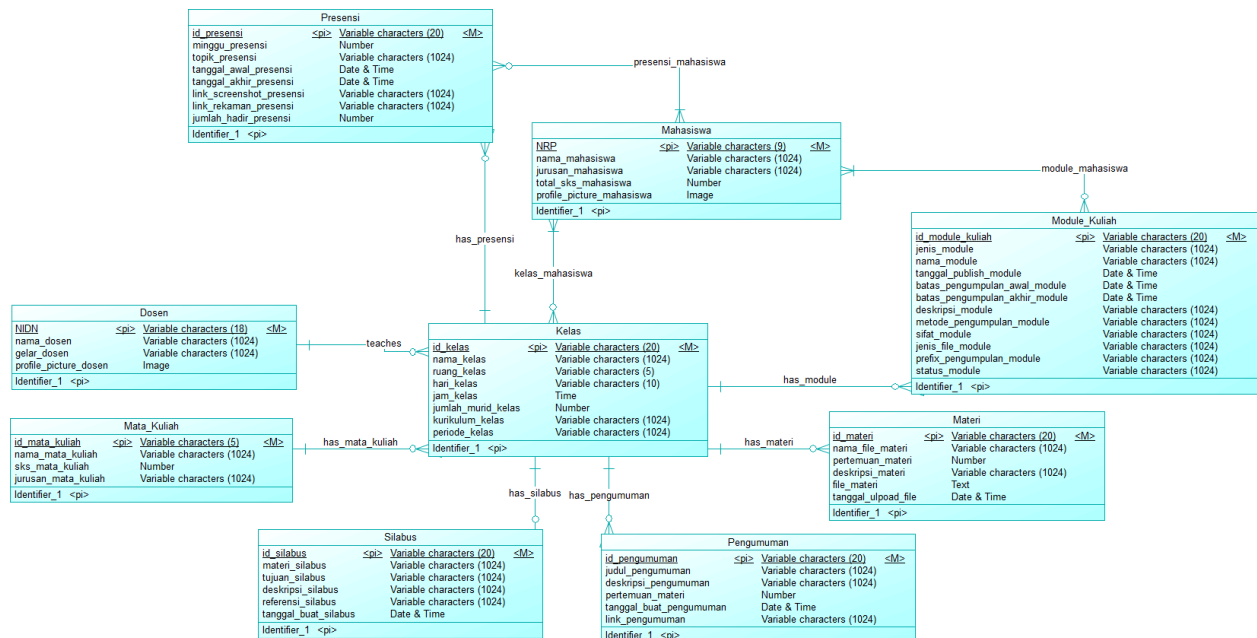 Presensi
id_presensi <pi> Variable characters (20) <M>
minggu_presensi Number
topik_presensi Variable characters (1024)
tanggal_awal_presensi Date & Time
tanggal_akhir_presensi Date & Time
link_screenshot_presensi Variable characters (1024)
link_rekaman_presensi Variable characters (1024)
jumlah_hadir_presensi Number
Identifier_1 <pi>
presensi_mahasiswa
Mahasiswa
NRP <pi> Variable characters (9) <M>
nama_mahasiswa Variable characters (1024)
jurusan_mahasiswa Variable characters (1024)
total_sks_mahasiswa Number
profile_picture_mahasiswa Image
Identifier_1 <pi>
module_mahasiswa
Module_Kuliah
id_module_kuliah <pi> Variable characters (20) <M>
jenis_module Variable characters (1024)
nama_module Variable characters (1024)
tanggal_publish_module Date & Time
batas_pengumpulan_awal_module Date & Time
batas_pengumpulan_akhir_module Date & Time
deskripsi_module Variable characters (1024)
metode_pengumpulan_module Variable characters (1024)
sifat_module Variable characters (1024)
jenis_file_module Variable characters (1024)
prefix_pengumpulan_module Variable characters (1024)
status_module Variable characters (1024)
Identifier_1 <pi>
has_presensi
kelas_mahasiswa
Dosen
NIDN <pi> Variable characters (18) <M>
nama_dosen Variable characters (1024)
gelar_dosen Variable characters (1024)
profile_picture_dosen Image
Identifier_1 <pi>
teaches
Kelas
id_kelas <pi> Variable characters (20) <M>
nama_kelas Variable characters (1024)
ruang_kelas Variable characters (5)
hari_kelas Variable characters (10)
jam_kelas Time
jumlah_murid_kelas Number
kurikulum_kelas Variable characters (1024)
periode_kelas Variable characters (1024)
Identifier_1 <pi>
has_module
Mata_Kuliah
id_mata_kuliah <pi> Variable characters (5) <M>
nama_mata_kuliah Variable characters (1024)
sks_mata_kuliah Number
jurusan_mata_kuliah Variable characters (1024)
Identifier_1 <pi>
has_mata_kuliah
has_materi
Materi
id_materi <pi> Variable characters (20) <M>
nama_file_materi Variable characters (1024)
pertemuan_materi Number
deskripsi_materi Variable characters (1024)
file_materi Text
tanggal_ulpoad_file Date & Time
Identifier_1 <pi>
has_silabus
has_pengumuman
Silabus
id_silabus <pi> Variable characters (20) <M>
materi_silabus Variable characters (1024)
tujuan_silabus Variable characters (1024)
deskripsi_silabus Variable characters (1024)
referensi_silabus Variable characters (1024)
tanggal_buat_silabus Date & Time
Identifier_1 <pi>
Pengumuman
id_pengumuman <pi> Variable characters (20) <M>
judul_pengumuman Variable characters (1024)
deskripsi_pengumuman Variable characters (1024)
pertemuan_materi Number
tanggal_buat_pengumuman Date & Time
link_pengumuman Variable characters (1024)
Identifier_1 <pi>